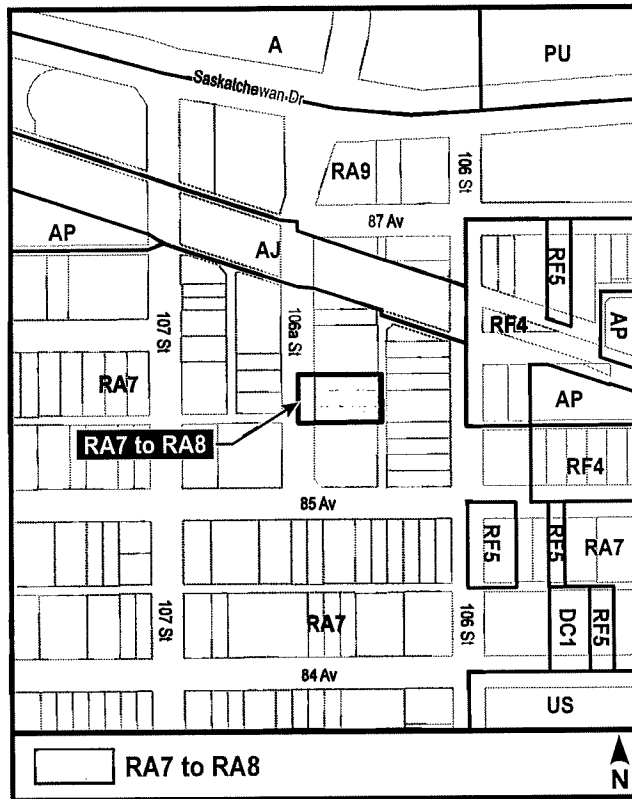 A
PU
Saskatchewan Dr
RA9
106 St
87 Av
AP
AJ
RF5
RF4
AP
107 St
106a St
RA7
AP
RA7 to RA8
RF4
85 Av
RF5
RF5
RA7
107 St
RA7
106 St
DC1
RF5
84 Av
US
RA7 to RA8
N